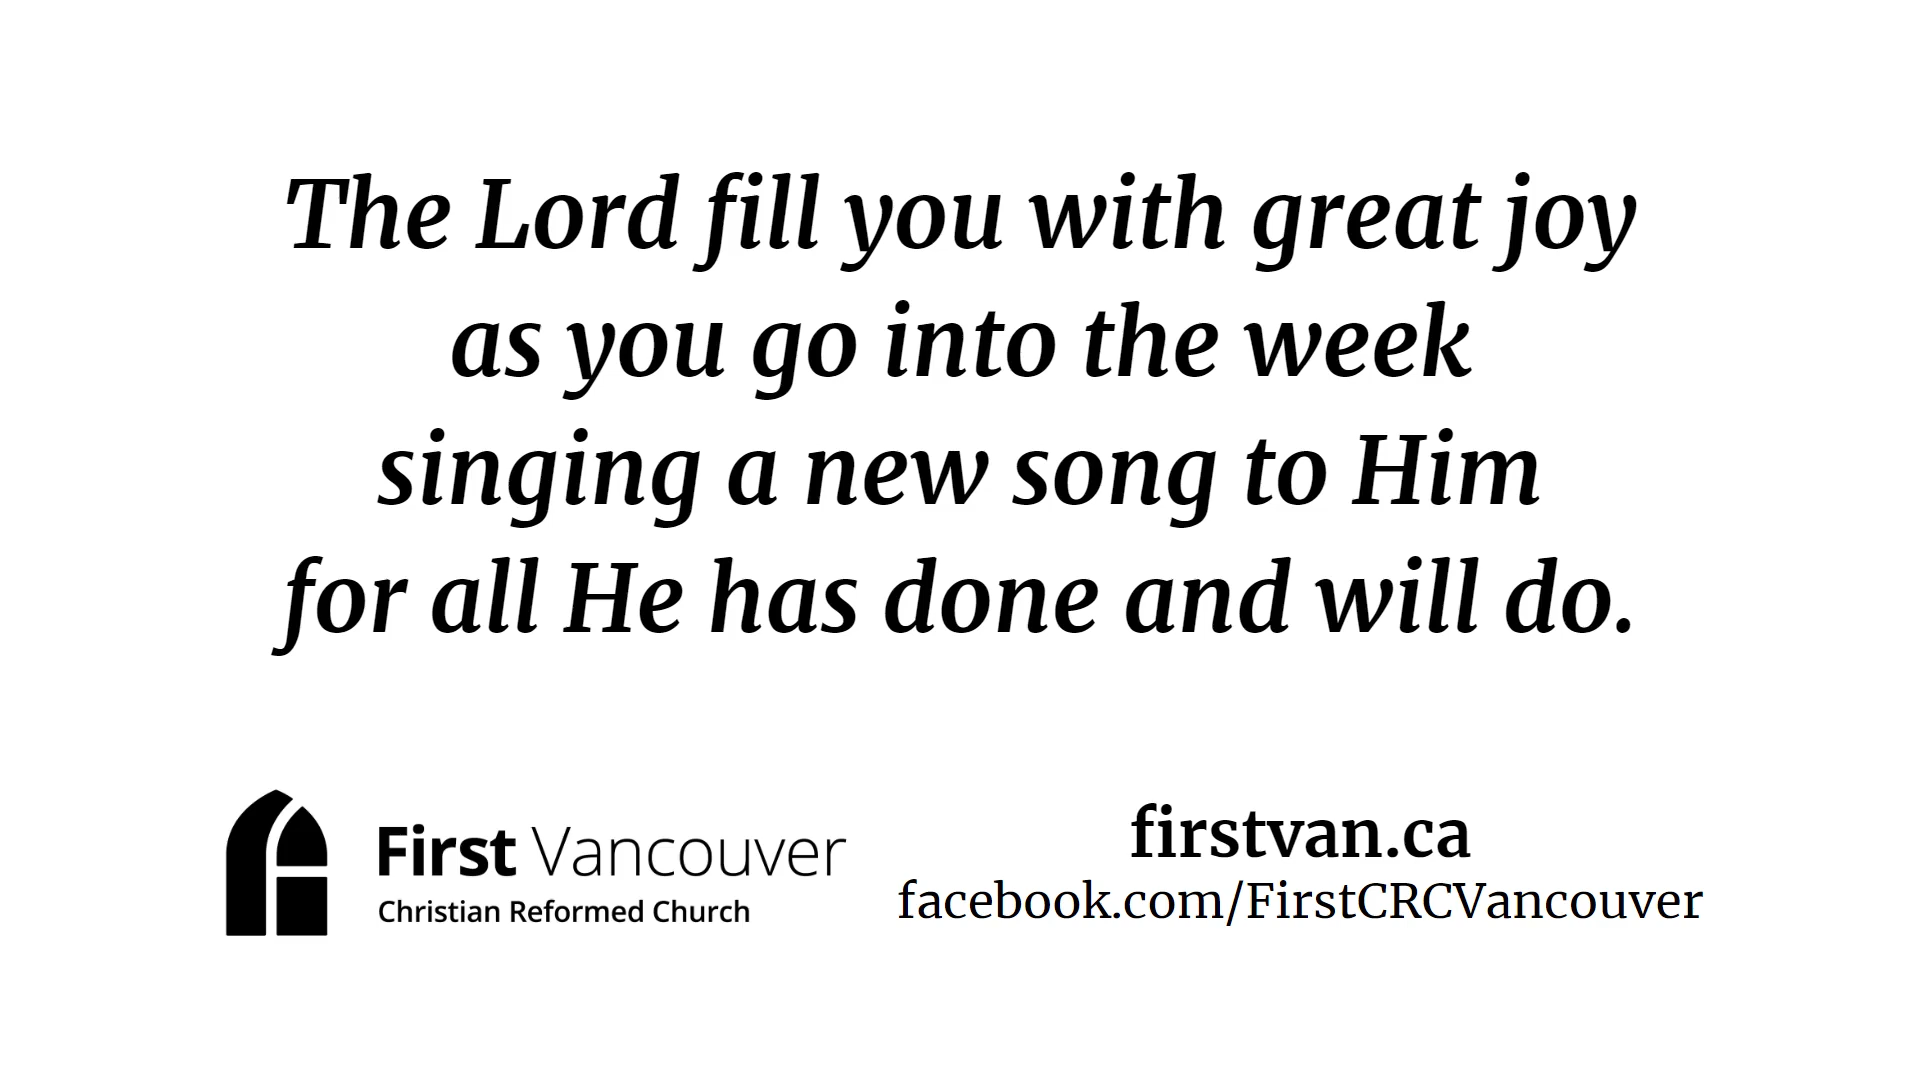 The Lord fill you with great joy
as you go into the week
singing a new song to Him
for all He has done and will do.
First Vancouver
Christian Reformed Church
firstvan.ca
facebook.com/FirstCRCVancouver